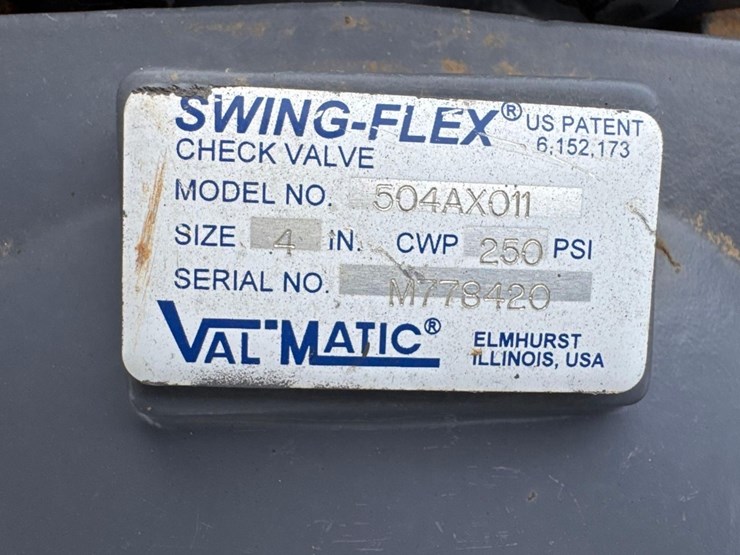 SWING-FLEX® US PATENT
6,152,173
CHECK VALVE
MODEL NO. 504AX011
SIZE 4 IN. CWP 250 PSI
SERIAL NO. M778420
VAL MATIC® ELMHURST
ILLINOIS, USA